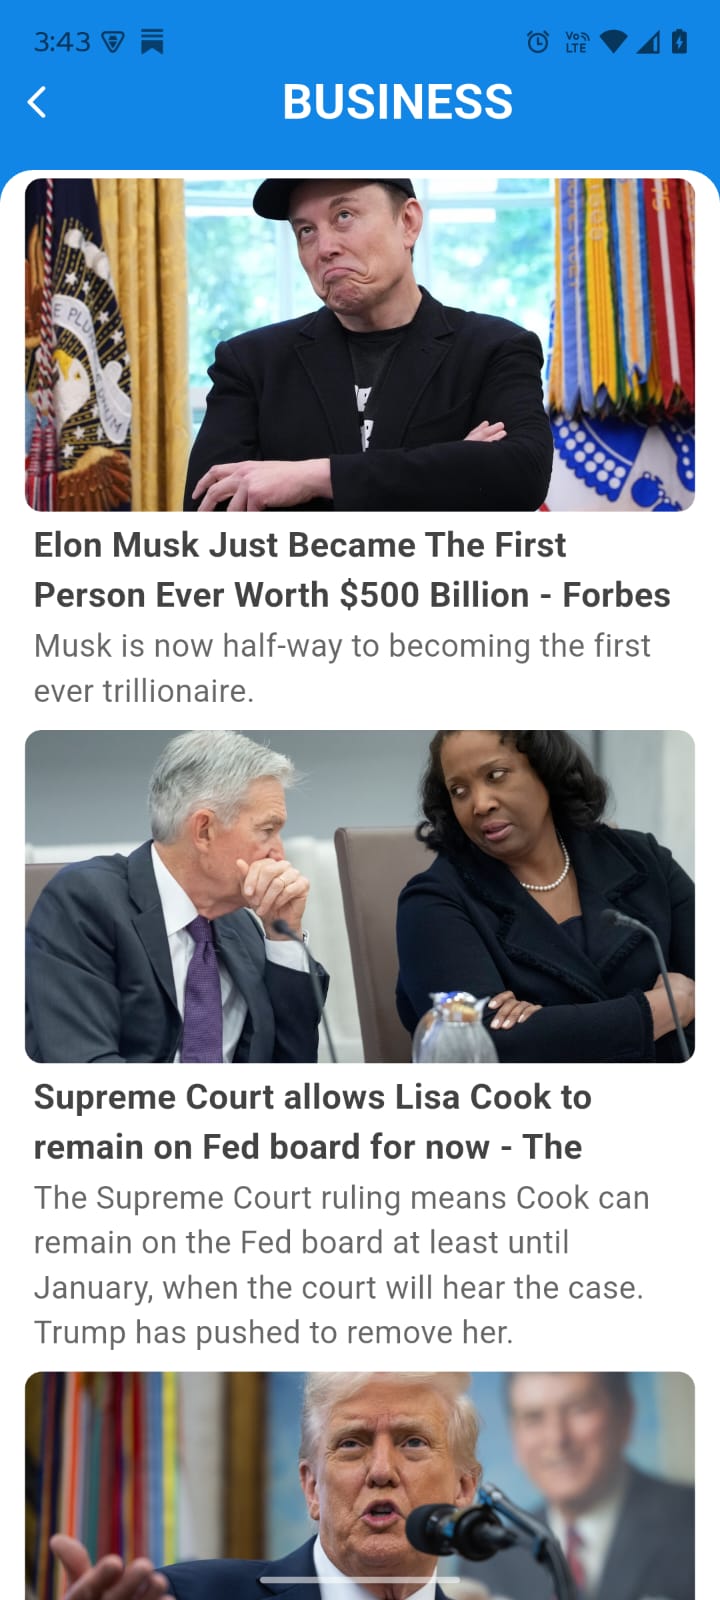 3:43
Vo
LTE
BUSINESS
E PLU
UNUM
Elon Musk Just Became The First
Person Ever Worth $500 Billion - Forbes
Musk is now half-way to becoming the first
ever trillionaire.
Supreme Court allows Lisa Cook to
remain on Fed board for now - The
The Supreme Court ruling means Cook can
remain on the Fed board at least until
January, when the court will hear the case.
Trump has pushed to remove her.